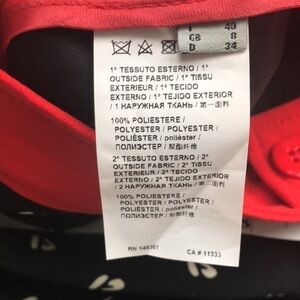 40
GB 8
D 34
1° TESSUTO ESTERNO / 1°
OUTSIDE FABRIC / 1° TISSU
EXTERIEUR / 1° TECIDO
EXTERNO / 1° TEJIDO EXTERIOR
/ 1 НАРУЖНАЯ ТКАНЬ / 第一面料
100% POLIESTERE /
POLYESTER / POLYESTER /
POLIÉSTER / poliéster /
ПОЛИЭСТЕР / 聚酯纤维
2° TESSUTO ESTERNO / 2°
OUTSIDE FABRIC / 2° TISSU
EXTERIEUR / 2° TECIDO
EXTERNO / 2° TEJIDO EXTERIOR
/ 2 НАРУЖНАЯ ТКАНЬ / 第二面料
100% POLIESTERE /
POLYESTER / POLYESTER /
POLIÉSTER / poliéster /
ПОЛИЭСТЕР / 聚酯纤维
RN 149361
CA # 11333